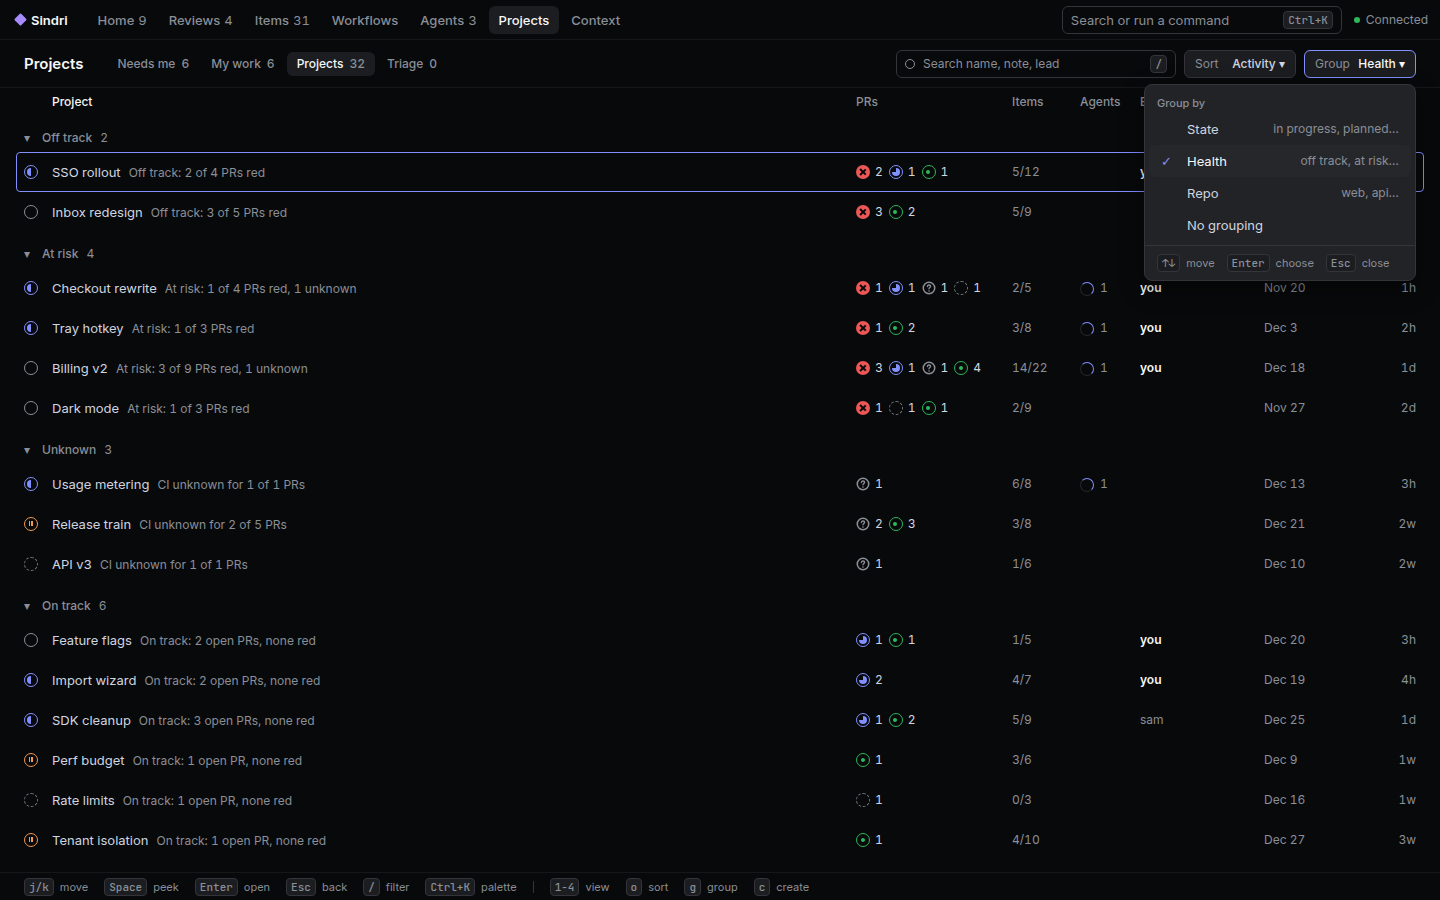 Sindri Home 9 Reviews 4 Items 31 Workflows Agents 3 Projects Context Search or run a command Ctrl+K Connected
Projects Needs me 6 My work 6 Projects 32 Triage 0 Search name, note, lead / Sort Activity ▾ Group Health ▾
Project PRs Items Agents
Group by
State in progress, planned...
✓ Health off track, at risk...
Repo web, api...
No grouping
↑↓ move Enter choose Esc close
▾ Off track 2
SSO rollout Off track: 2 of 4 PRs red 2 1 1 5/12
Inbox redesign Off track: 3 of 5 PRs red 3 2 5/9
▾ At risk 4
Checkout rewrite At risk: 1 of 4 PRs red, 1 unknown 1 1 1 1 2/5 1 you Nov 20 1h
Tray hotkey At risk: 1 of 3 PRs red 1 2 3/8 1 you Dec 3 2h
Billing v2 At risk: 3 of 9 PRs red, 1 unknown 3 1 1 4 14/22 1 you Dec 18 1d
Dark mode At risk: 1 of 3 PRs red 1 1 1 2/9 Nov 27 2d
▾ Unknown 3
Usage metering CI unknown for 1 of 1 PRs 1 6/8 1 Dec 13 3h
Release train CI unknown for 2 of 5 PRs 2 3 3/8 Dec 21 2w
API v3 CI unknown for 1 of 1 PRs 1 1/6 Dec 10 2w
▾ On track 6
Feature flags On track: 2 open PRs, none red 1 1 1/5 you Dec 20 3h
Import wizard On track: 2 open PRs, none red 2 4/7 you Dec 19 4h
SDK cleanup On track: 3 open PRs, none red 1 2 5/9 sam Dec 25 1d
Perf budget On track: 1 open PR, none red 1 3/6 Dec 9 1w
Rate limits On track: 1 open PR, none red 1 0/3 Dec 16 1w
Tenant isolation On track: 1 open PR, none red 1 4/10 Dec 27 3w
j/k move Space peek Enter open Esc back / filter Ctrl+K palette 1-4 view o sort g group c create